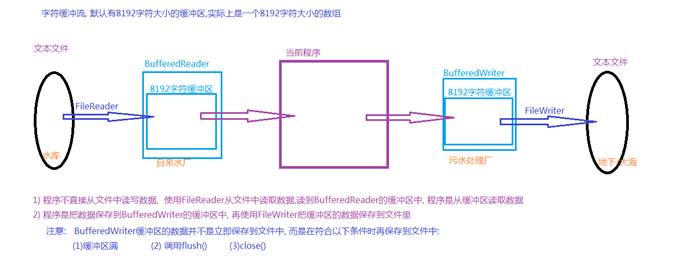 字符缓冲流, 默认有8192字符大小的缓冲区,实际上是一个8192字符大小的数组
文本文件
BufferedReader
当前程序
BufferedWriter
文本文件
8192字符缓冲区
8192字符缓冲区
FileReader
FileWriter
水库
自来水厂
污水处理厂
地下/大海
1) 程序不直接从文件中读写数据, 使用FileReader从文件中读取数据,读到BufferedReader的缓冲区中, 程序是从缓冲区读取数据
2) 程序是把数据保存到BufferedWriter的缓冲区中, 再使用FileWriter把缓冲区的数据保存到文件里
注意: BufferedWriter缓冲区的数据并不是立即保存到文件中, 而是在符合以下条件时再保存到文件中:
(1)缓冲区满 (2) 调用flush() (3)close()